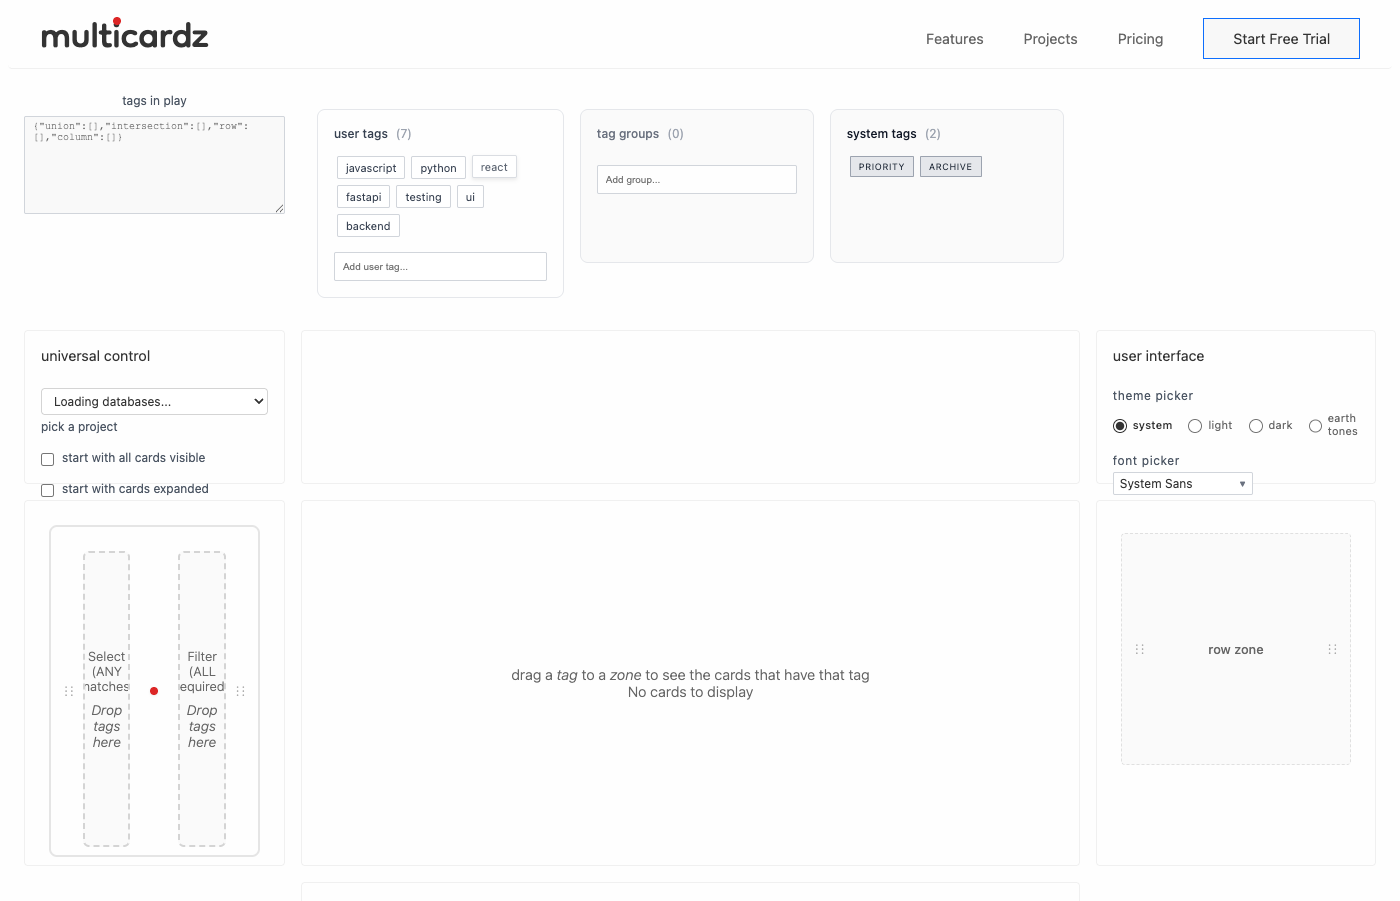 multicardz
Features
Projects
Pricing
Start Free Trial
tags in play
{"union":[],"intersection":[],"row":
[],"column":[]}
user tags (7)
javascript
python
react
fastapi
testing
ui
backend
Add user tag...
tag groups (0)
Add group...
system tags (2)
PRIORITY
ARCHIVE
universal control
Loading databases...
pick a project
start with all cards visible
start with cards expanded
user interface
theme picker
system
light
dark
earth
tones
font picker
System Sans
Select
(ANY
natches
Drop
tags
here
Filter
(ALL
equired
Drop
tags
here
drag a tag to a zone to see the cards that have that tag
No cards to display
row zone